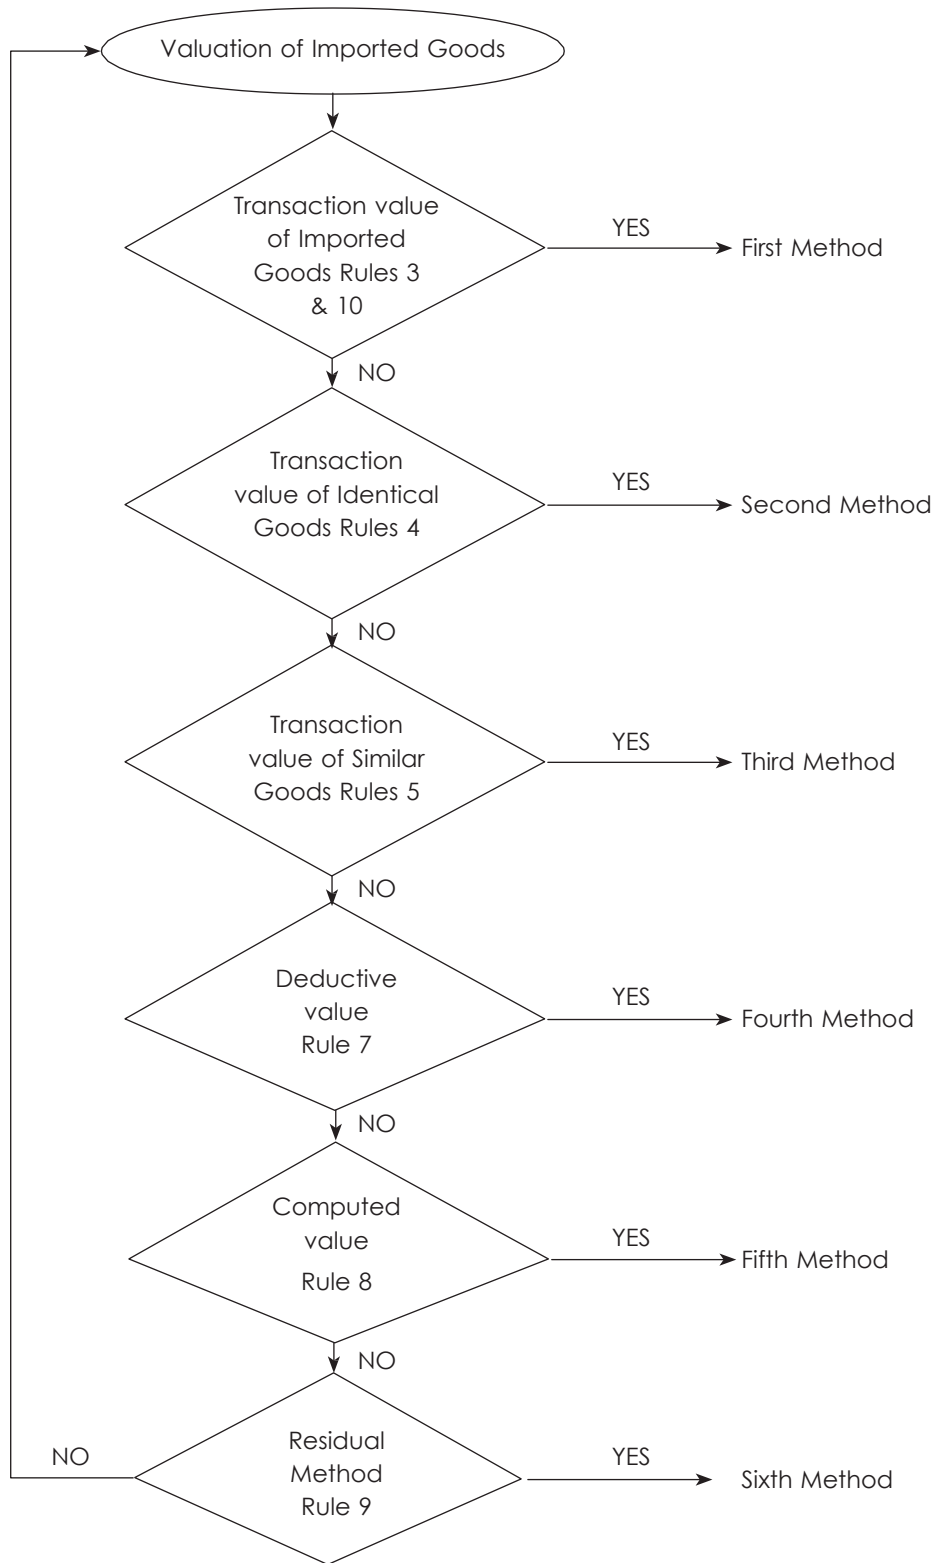 Valuation of Imported Goods
Transaction value
of Imported
Goods Rules 3
& 10
YES
First Method
NO
Transaction
value of Identical
Goods Rules 4
YES
Second Method
NO
Transaction
value of Similar
Goods Rules 5
YES
Third Method
NO
Deductive
value
Rule 7
YES
Fourth Method
NO
Computed
value
Rule 8
YES
Fifth Method
NO
Residual
Method
Rule 9
NO
YES
Sixth Method